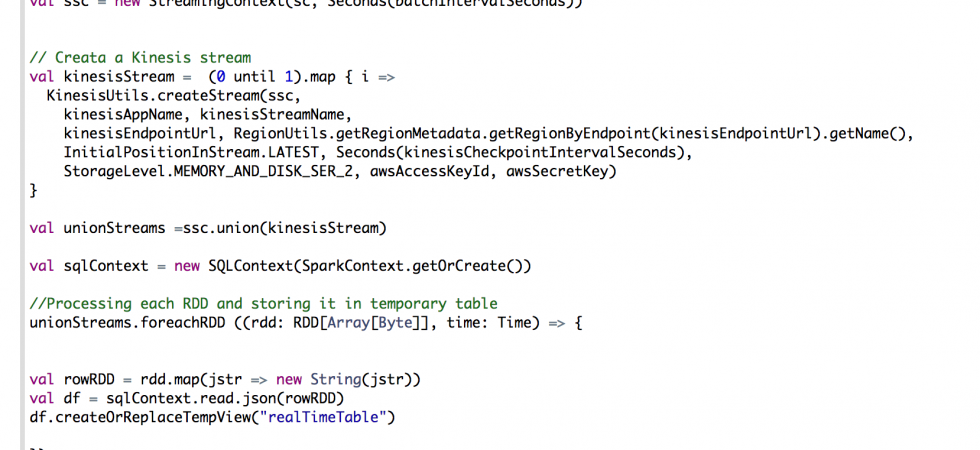 val ssc = new StreamingContext(sc, Seconds(batchIntervalSeconds))
// Creata a Kinesis stream
val kinesisStream =  (0 until 1).map { i =>
  KinesisUtils.createStream(ssc,
    kinesisAppName, kinesisStreamName,
    kinesisEndpointUrl, RegionUtils.getRegionMetadata.getRegionByEndpoint(kinesisEndpointUrl).getName(),
    InitialPositionInStream.LATEST, Seconds(kinesisCheckpointIntervalSeconds),
    StorageLevel.MEMORY_AND_DISK_SER_2, awsAccessKeyId, awsSecretKey)
}
val unionStreams =ssc.union(kinesisStream)
val sqlContext = new SQLContext(SparkContext.getOrCreate())
//Processing each RDD and storing it in temporary table
unionStreams.foreachRDD ((rdd: RDD[Array[Byte]], time: Time) => {
val rowRDD = rdd.map(jstr => new String(jstr))
val df = sqlContext.read.json(rowRDD)
df.createOrReplaceTempView("realTimeTable")